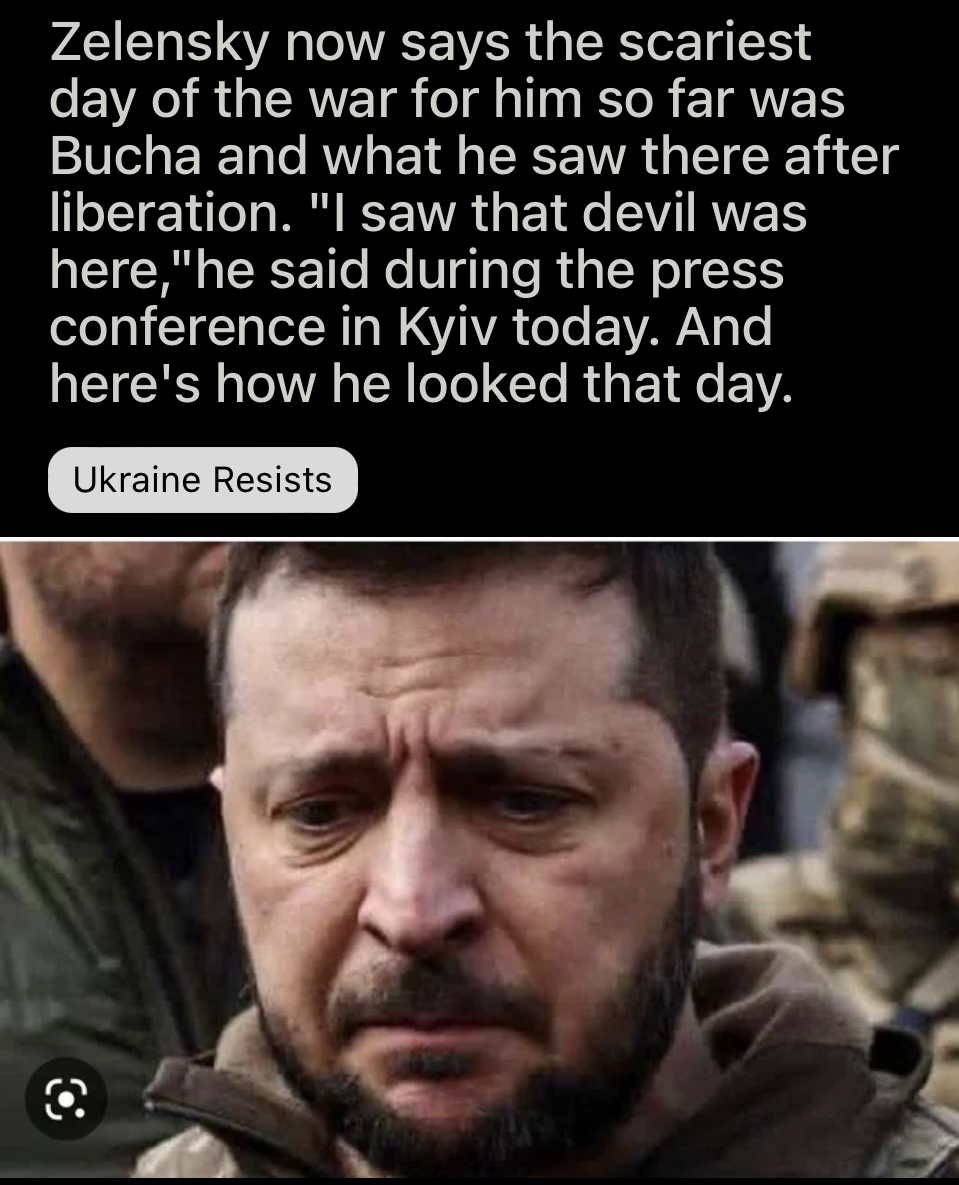 Zelensky now says the scariest
day of the war for him so far was
Bucha and what he saw there after
liberation. "I saw that devil was
here,"he said during the press
conference in Kyiv today. And
here's how he looked that day.
Ukraine Resists